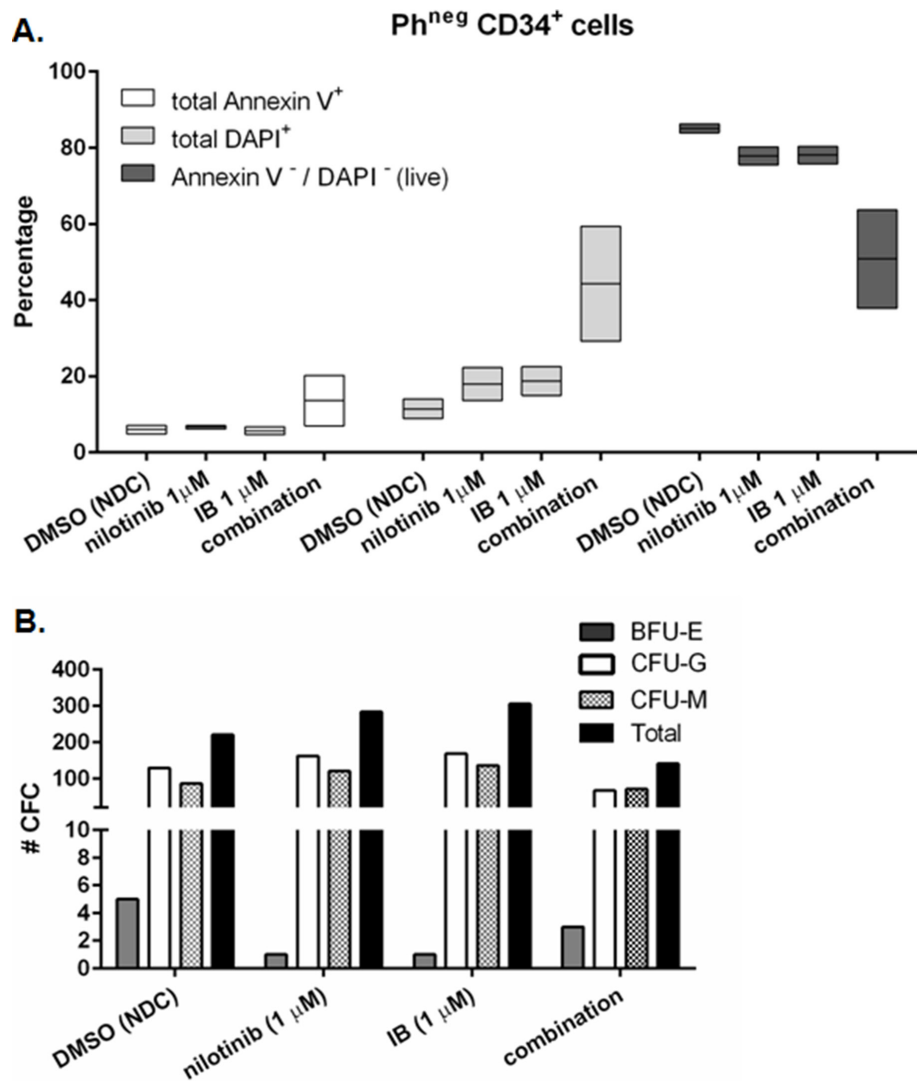 A.
Ph^neg CD34⁺ cells
Percentage
100
80
60
40
20
0
total Annexin V⁺
total DAPI⁺
Annexin V⁻ / DAPI⁻ (live)
DMSO (NDC)
nilotinib 1μM
IB 1 μM
combination
DMSO (NDC)
nilotinib 1μM
IB 1 μM
combination
DMSO (NDC)
nilotinib 1μM
IB 1 μM
combination
B.
# CFC
400
300
200
100
10
8
6
4
2
0
BFU-E
CFU-G
CFU-M
Total
DMSO (NDC)
nilotinib (1 μM)
IB (1 μM)
combination